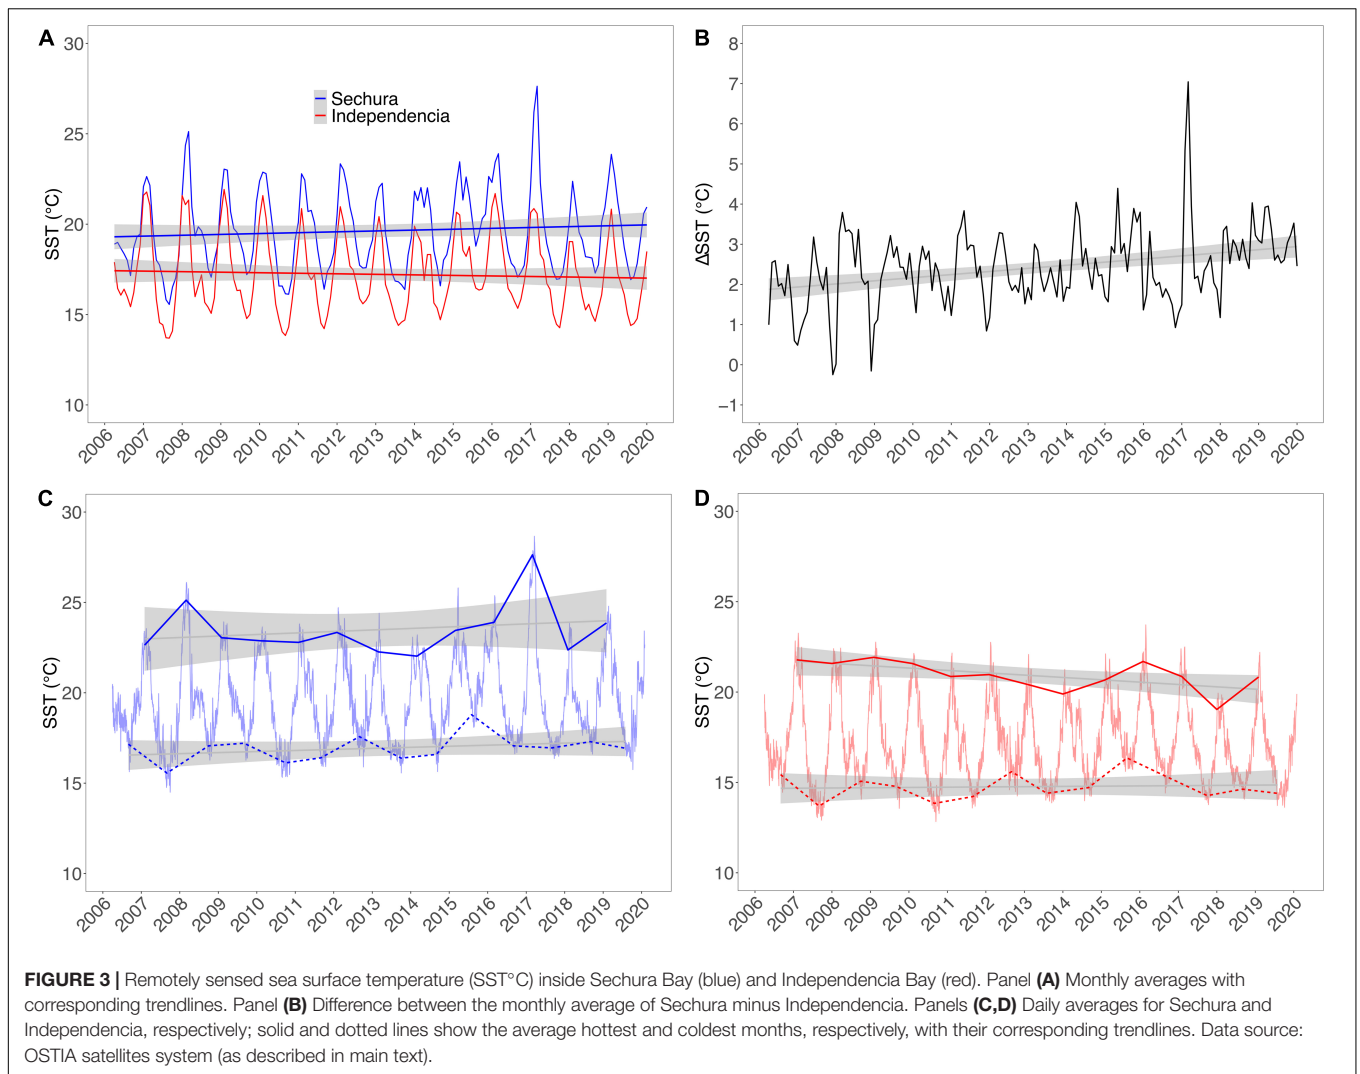 A
30
25
20
15
10
SST (°C)
Sechura
Independencia
2006 2007 2008 2009 2010 2011 2012 2013 2014 2015 2016 2017 2018 2019 2020
B
8
7
6
5
4
3
2
1
0
−1
ΔSST (°C)
2006 2007 2008 2009 2010 2011 2012 2013 2014 2015 2016 2017 2018 2019 2020
C
30
25
20
15
10
SST (°C)
2006 2007 2008 2009 2010 2011 2012 2013 2014 2015 2016 2017 2018 2019 2020
D
30
25
20
15
10
SST (°C)
2006 2007 2008 2009 2010 2011 2012 2013 2014 2015 2016 2017 2018 2019 2020
FIGURE 3 | Remotely sensed sea surface temperature (SST°C) inside Sechura Bay (blue) and Independencia Bay (red). Panel (A) Monthly averages with
corresponding trendlines. Panel (B) Difference between the monthly average of Sechura minus Independencia. Panels (C,D) Daily averages for Sechura and
Independencia, respectively; solid and dotted lines show the average hottest and coldest months, respectively, with their corresponding trendlines. Data source:
OSTIA satellites system (as described in main text).